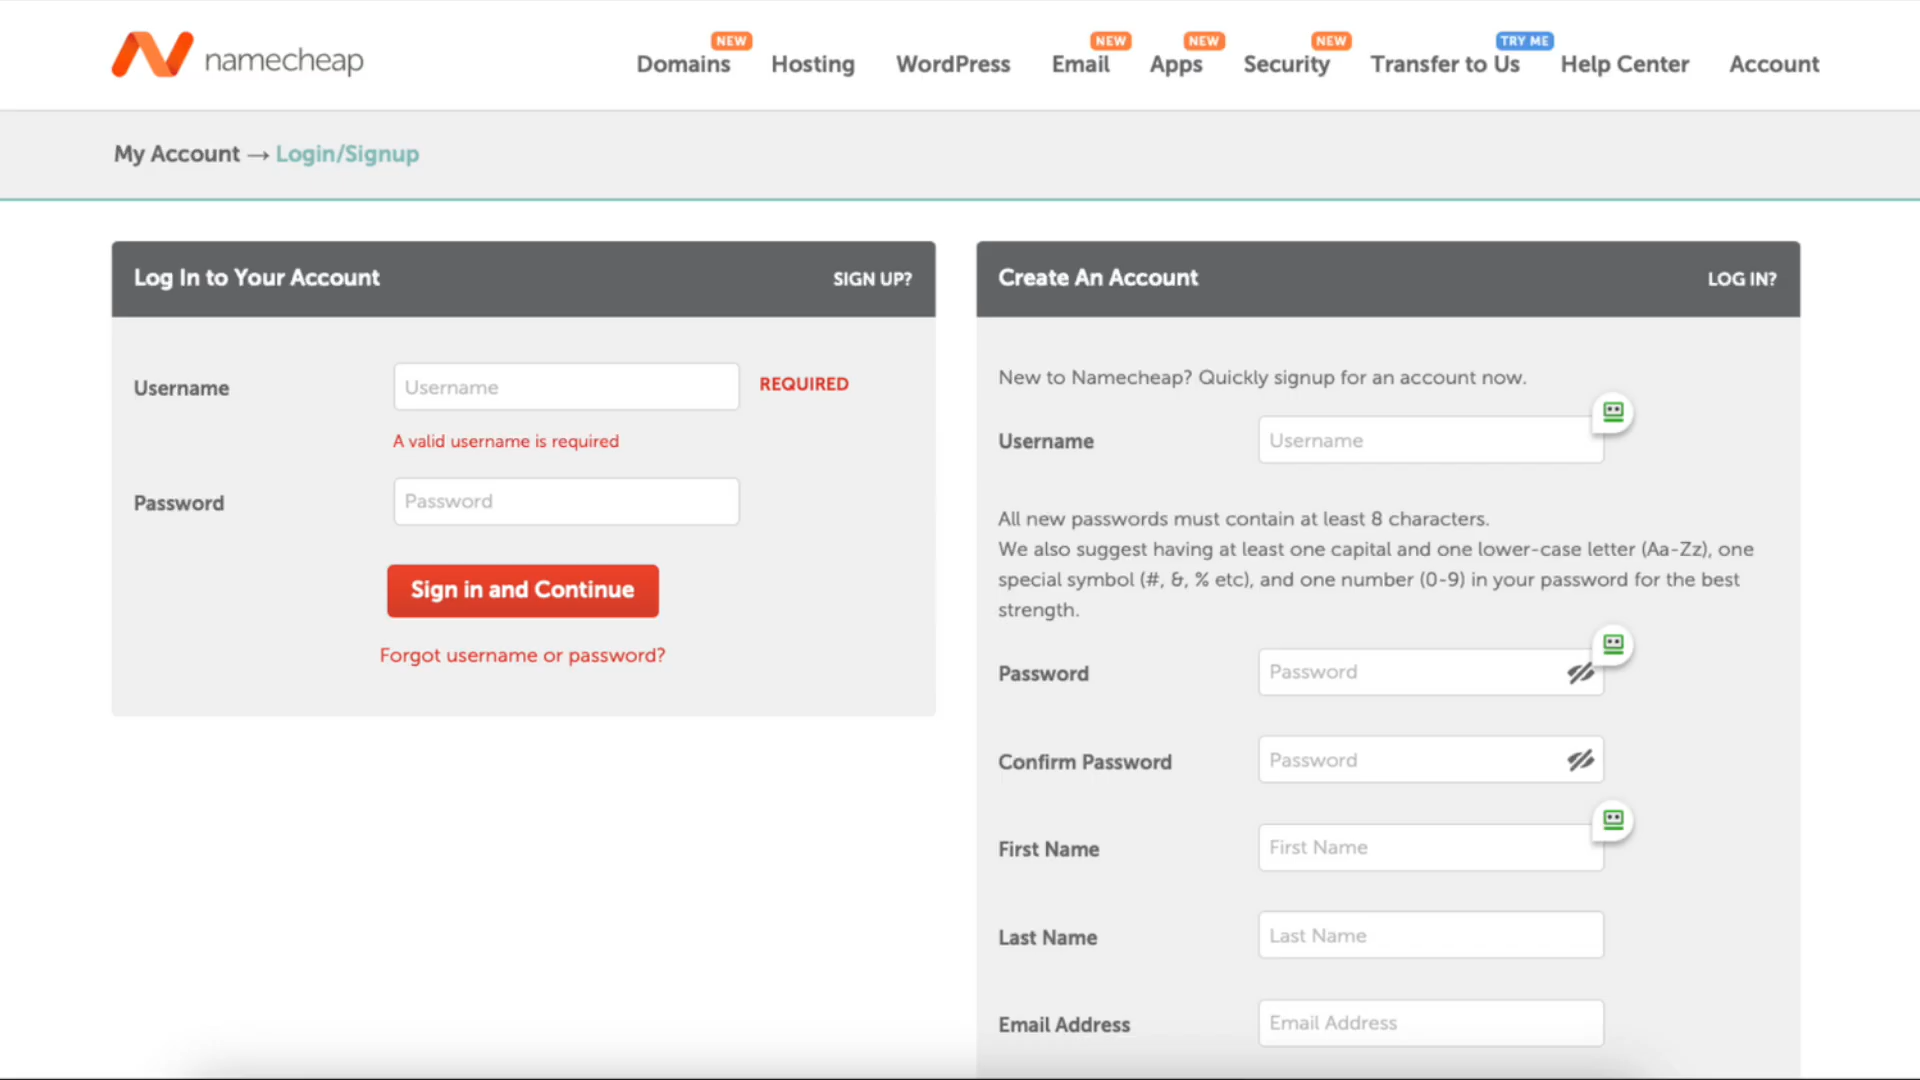 namecheap
Domains NEW Hosting WordPress Email NEW Apps NEW Security NEW Transfer to Us TRY ME Help Center Account
My Account → Login/Signup
Log In to Your Account SIGN UP?
Username Username REQUIRED
A valid username is required
Password Password
Sign in and Continue
Forgot username or password?
Create An Account LOG IN?
New to Namecheap? Quickly signup for an account now.
Username Username
All new passwords must contain at least 8 characters.
We also suggest having at least one capital and one lower-case letter (Aa-Zz), one
special symbol (#, &, % etc), and one number (0-9) in your password for the best
strength.
Password Password
Confirm Password Password
First Name First Name
Last Name Last Name
Email Address Email Address